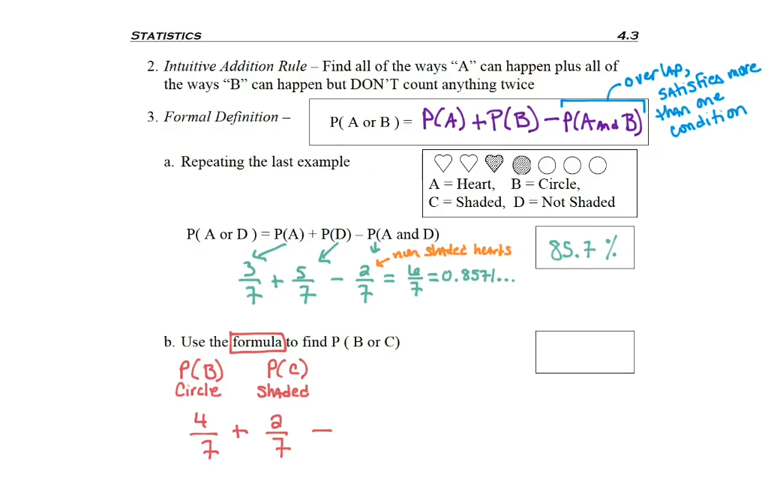 STATISTICS 4.3
2. Intuitive Addition Rule – Find all of the ways “A” can happen plus all of
the ways “B” can happen but DON’T count anything twice
overlap,
satisfies more
than one
condition
3. Formal Definition –
P( A or B ) = P(A) + P(B) – P(A and B)
a. Repeating the last example
A = Heart, B = Circle,
C = Shaded, D = Not Shaded
P( A or D ) = P(A) + P(D) – P(A and D)
non shaded hearts
3/7 + 5/7 – 2/7 = 6/7 = 0.8571...
85.7 %
b. Use the formula to find P ( B or C)
P(B) P(C)
Circle Shaded
4/7 + 2/7 –